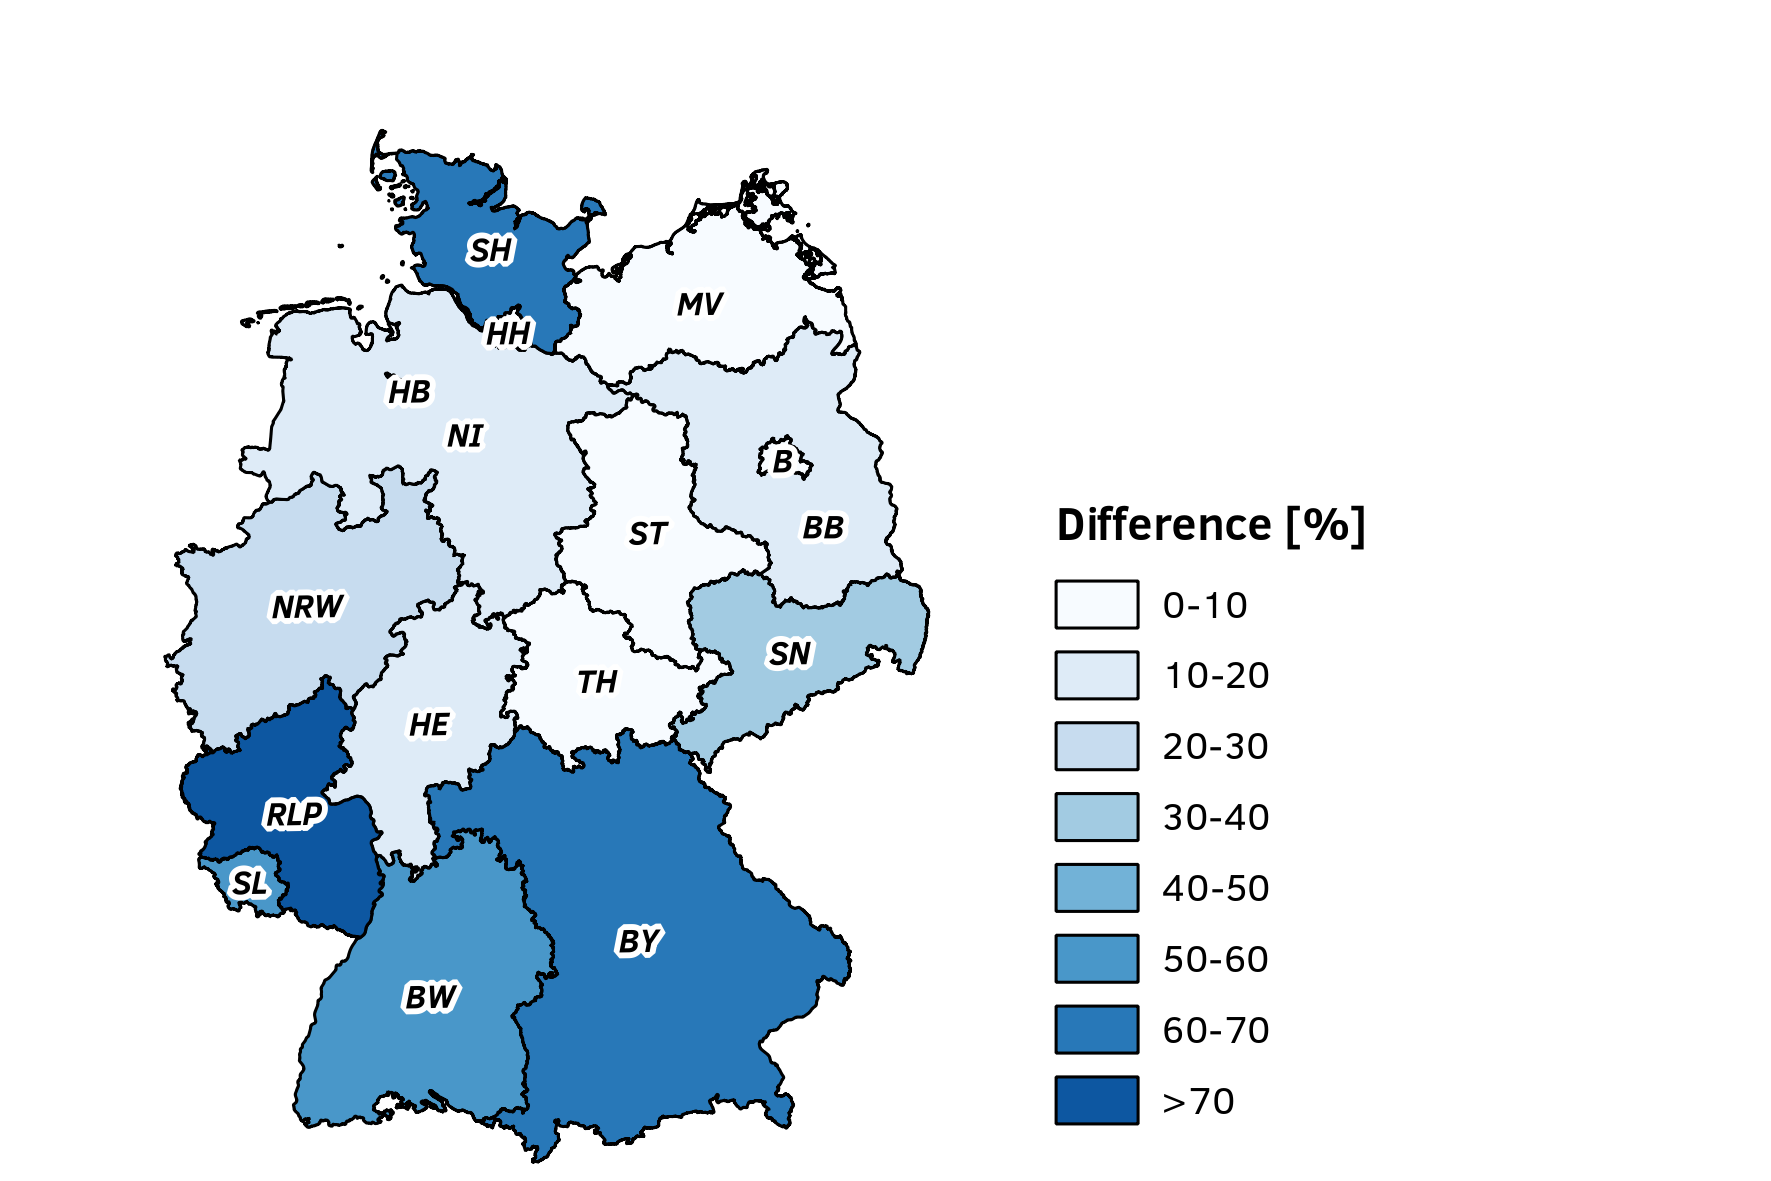 SH
MV
HH
HB
NI
B
BB
ST
NRW
SN
TH
HE
RLP
SL
BY
BW
Difference [%]
0-10
10-20
20-30
30-40
40-50
50-60
60-70
>70